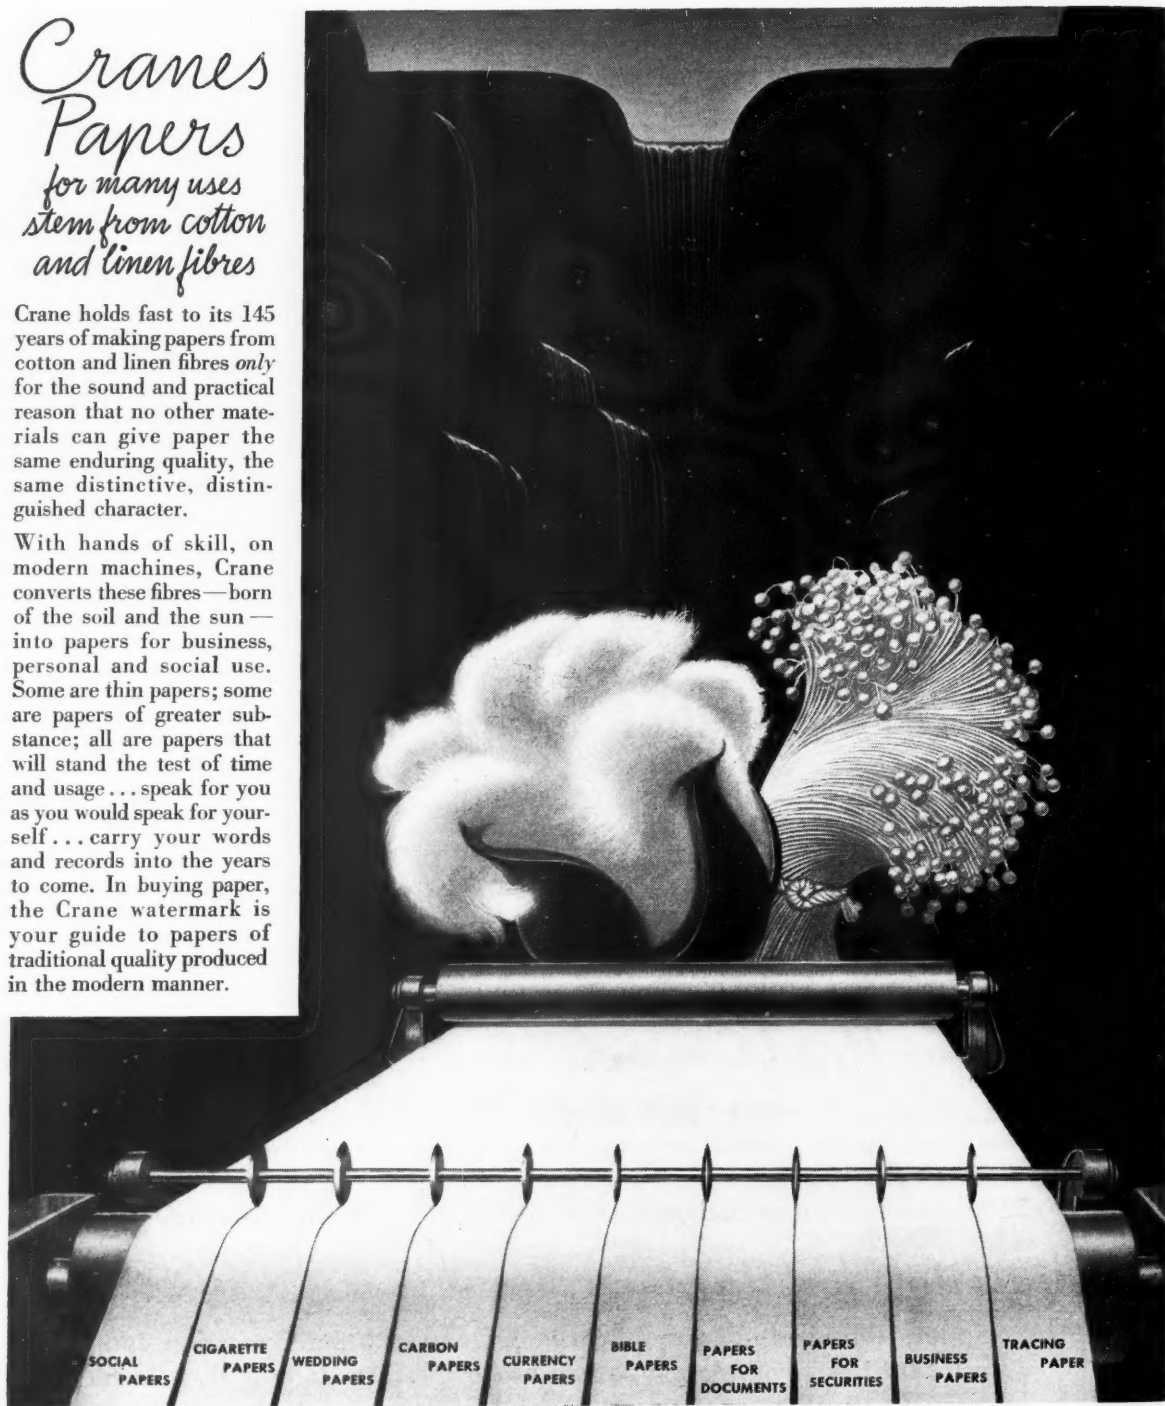 Cranes
Papers
for many uses
stem from cotton
and linen fibres
Crane holds fast to its 145
years of making papers from
cotton and linen fibres only
for the sound and practical
reason that no other mate-
rials can give paper the
same enduring quality, the
same distinctive, distin-
guished character.
With hands of skill, on
modern machines, Crane
converts these fibres—born
of the soil and the sun—
into papers for business,
personal and social use.
Some are thin papers; some
are papers of greater sub-
stance; all are papers that
will stand the test of time
and usage...speak for you
as you would speak for your-
self...carry your words
and records into the years
to come. In buying paper,
the Crane watermark is
your guide to papers of
traditional quality produced
in the modern manner.
SOCIAL
PAPERS
CIGARETTE
PAPERS
WEDDING
PAPERS
CARBON
PAPERS
CURRENCY
PAPERS
BIBLE
PAPERS
PAPERS
FOR
DOCUMENTS
PAPERS
FOR
SECURITIES
BUSINESS
PAPERS
TRACING
PAPER